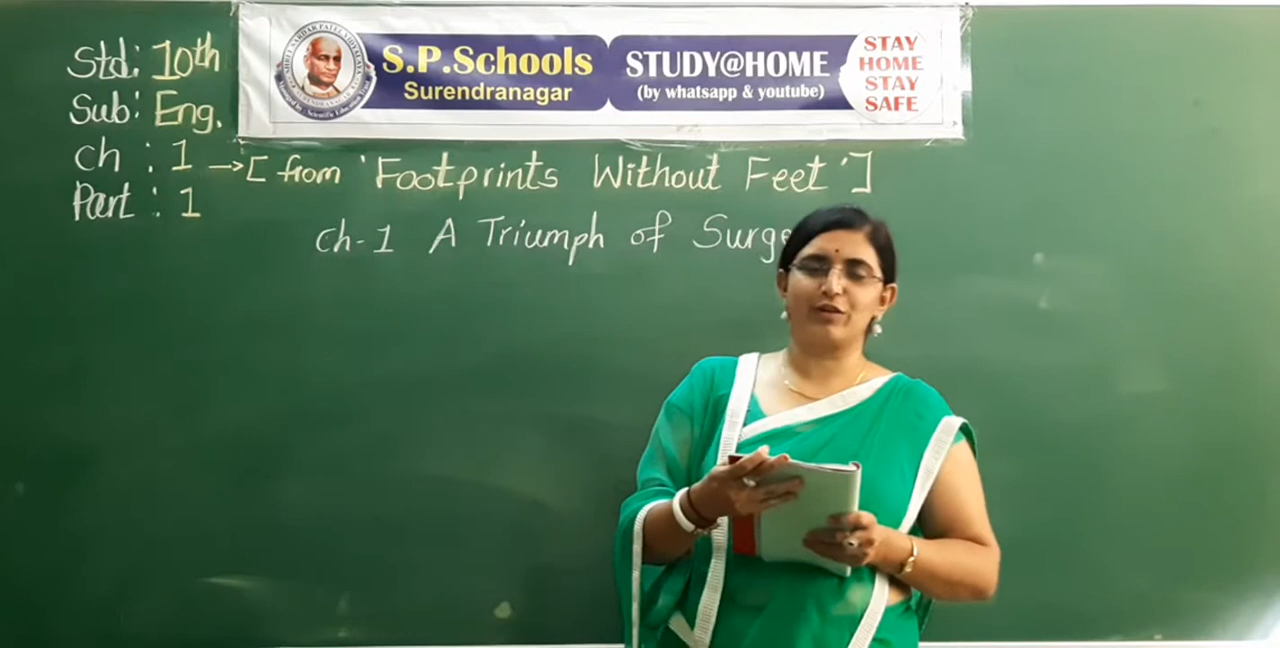 Std: 10th
Sub: Eng.
ch : 1 → [ from 'Footprints Without Feet' ]
Part : 1
ch-1 A Triumph of Surge
S.P.Schools
Surendranagar
STUDY@HOME
(by whatsapp & youtube)
STAY
HOME
STAY
SAFE